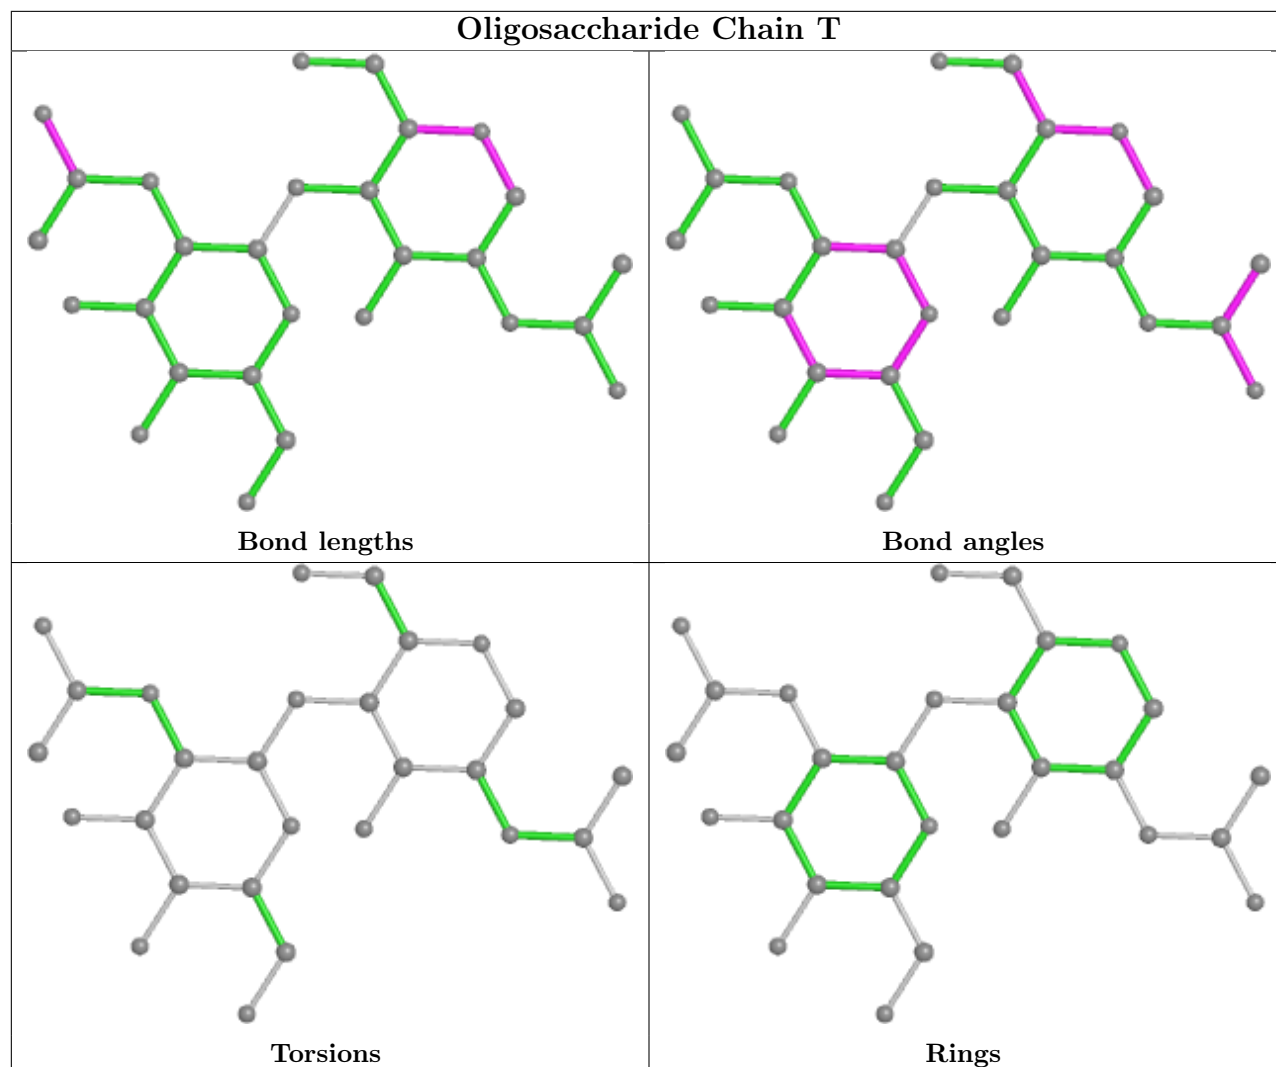 Oligosaccharide Chain T
Bond lengths
Bond angles
Torsions
Rings